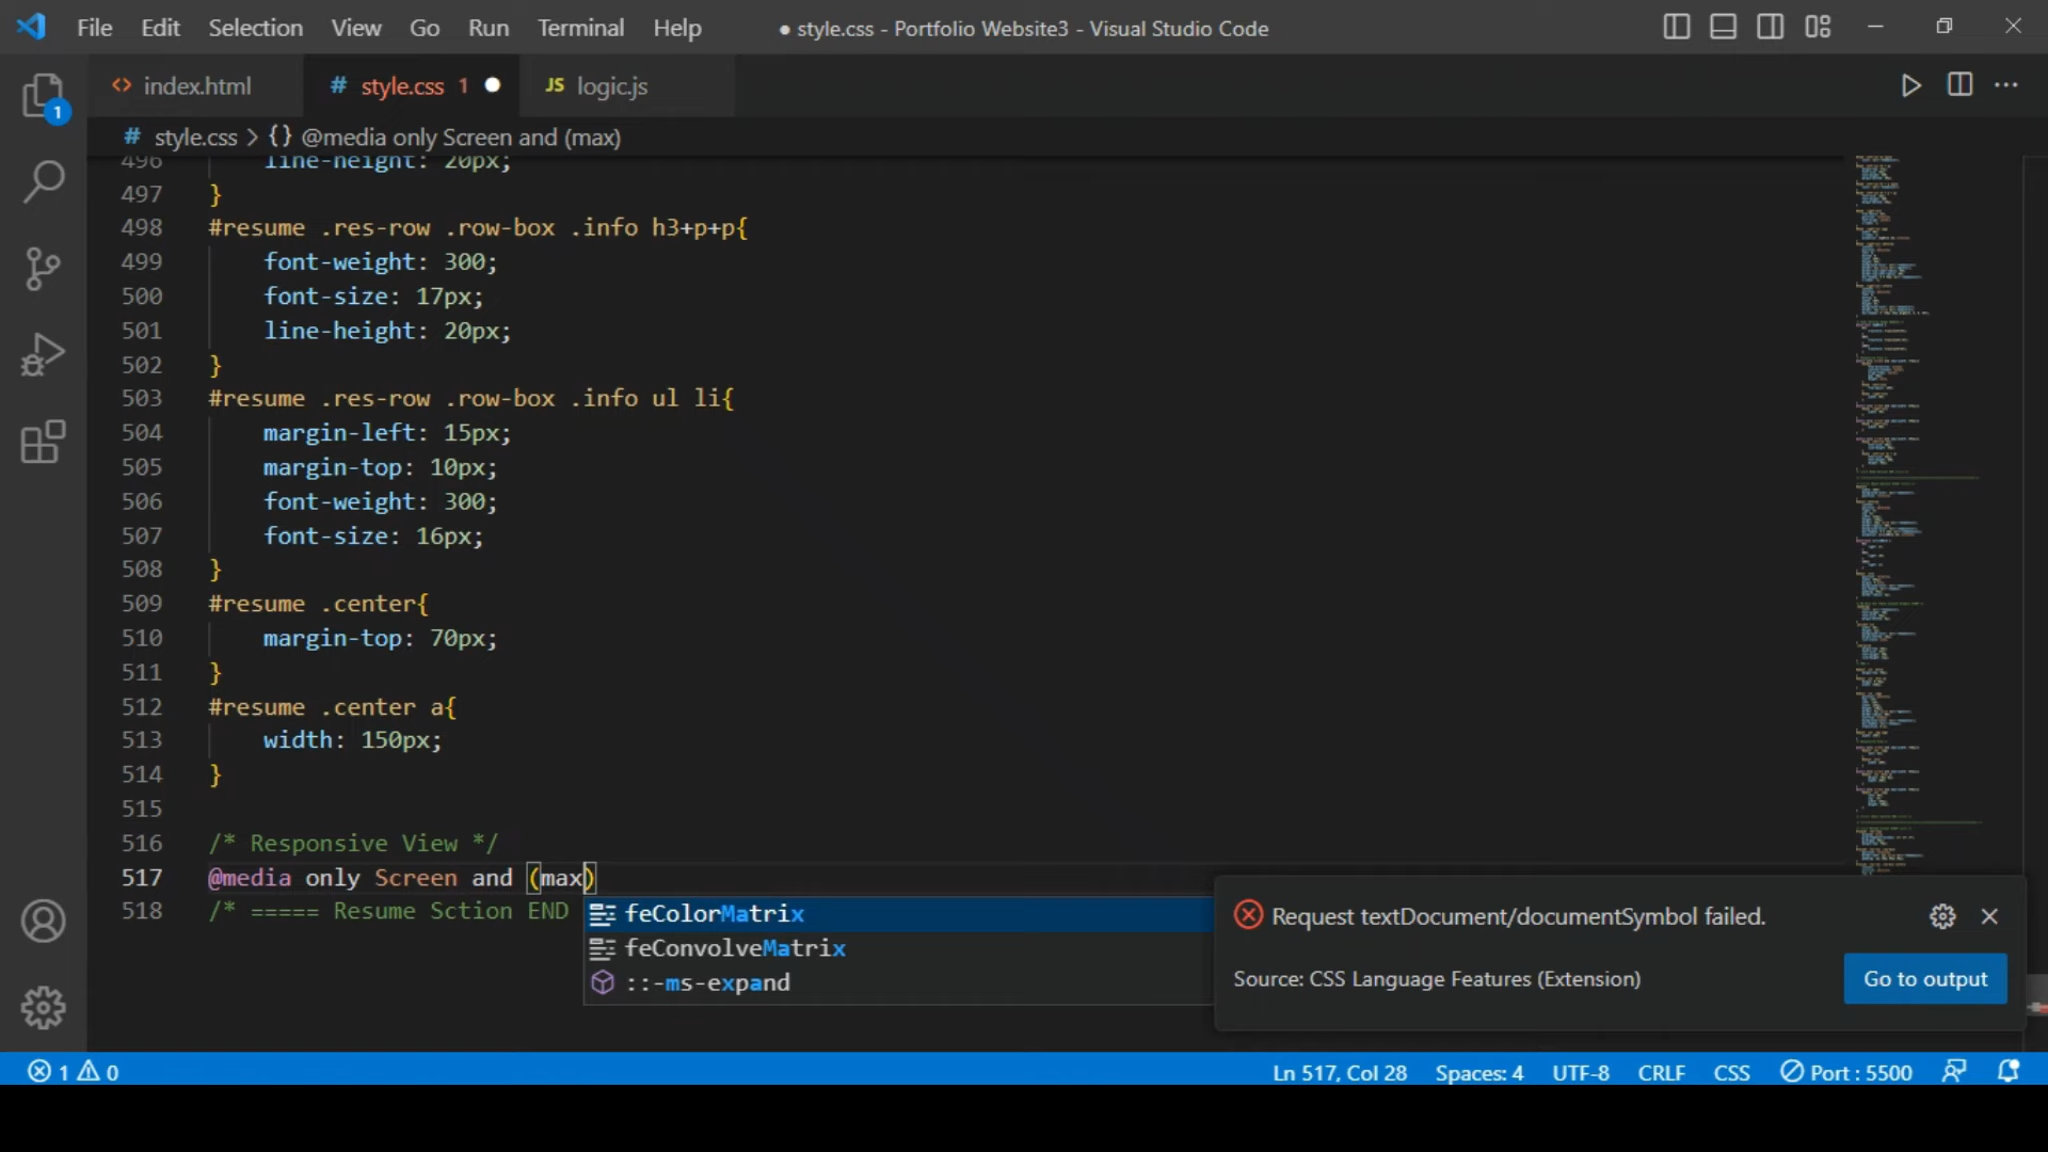 File Edit Selection View Go Run Terminal Help ● style.css - Portfolio Website3 - Visual Studio Code
<> index.html # style.css 1 ● JS logic.js
1
# style.css > {} @media only Screen and (max)
496 line-height: 20px;
497 }
498 #resume .res-row .row-box .info h3+p+p{
499 font-weight: 300;
500 font-size: 17px;
501 line-height: 20px;
502 }
503 #resume .res-row .row-box .info ul li{
504 margin-left: 15px;
505 margin-top: 10px;
506 font-weight: 300;
507 font-size: 16px;
508 }
509 #resume .center{
510 margin-top: 70px;
511 }
512 #resume .center a{
513 width: 150px;
514 }
515
516 /* Responsive View */
517 @media only Screen and (max)
518 /* ===== Resume Sction END
feColorMatrix
feConvolveMatrix
::-ms-expand
Request textDocument/documentSymbol failed.
Source: CSS Language Features (Extension) Go to output
1 0 Ln 517, Col 28 Spaces: 4 UTF-8 CRLF CSS Port : 5500